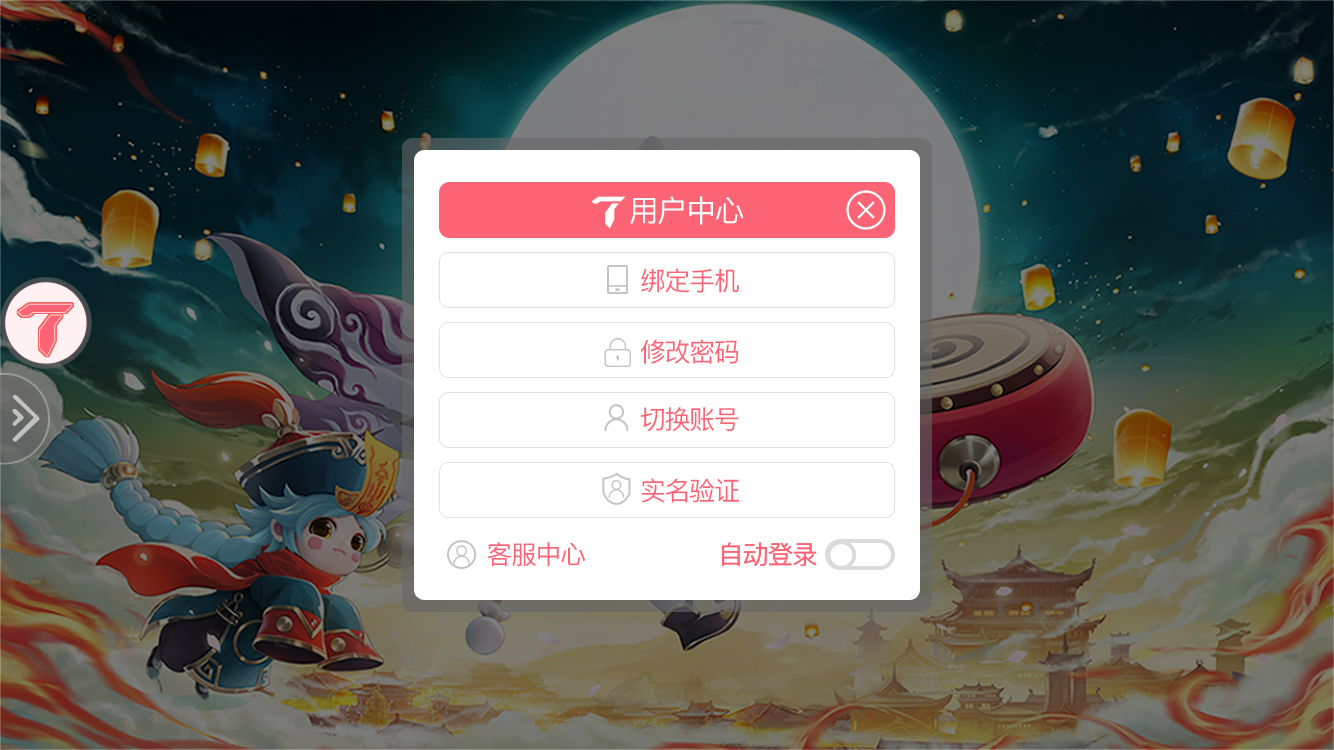 用户中心
绑定手机
修改密码
切换账号
实名验证
客服中心 自动登录